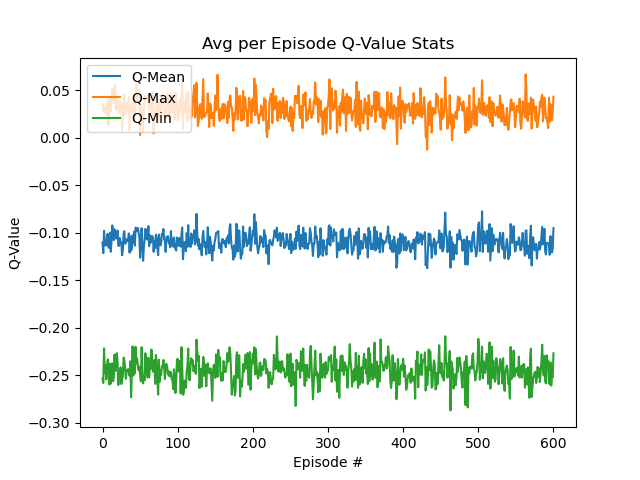 Avg per Episode Q-Value Stats
Q-Mean
Q-Max
Q-Min
0.05
0.00
−0.05
−0.10
−0.15
−0.20
−0.25
−0.30
Q-Value
0 100 200 300 400 500 600
Episode #